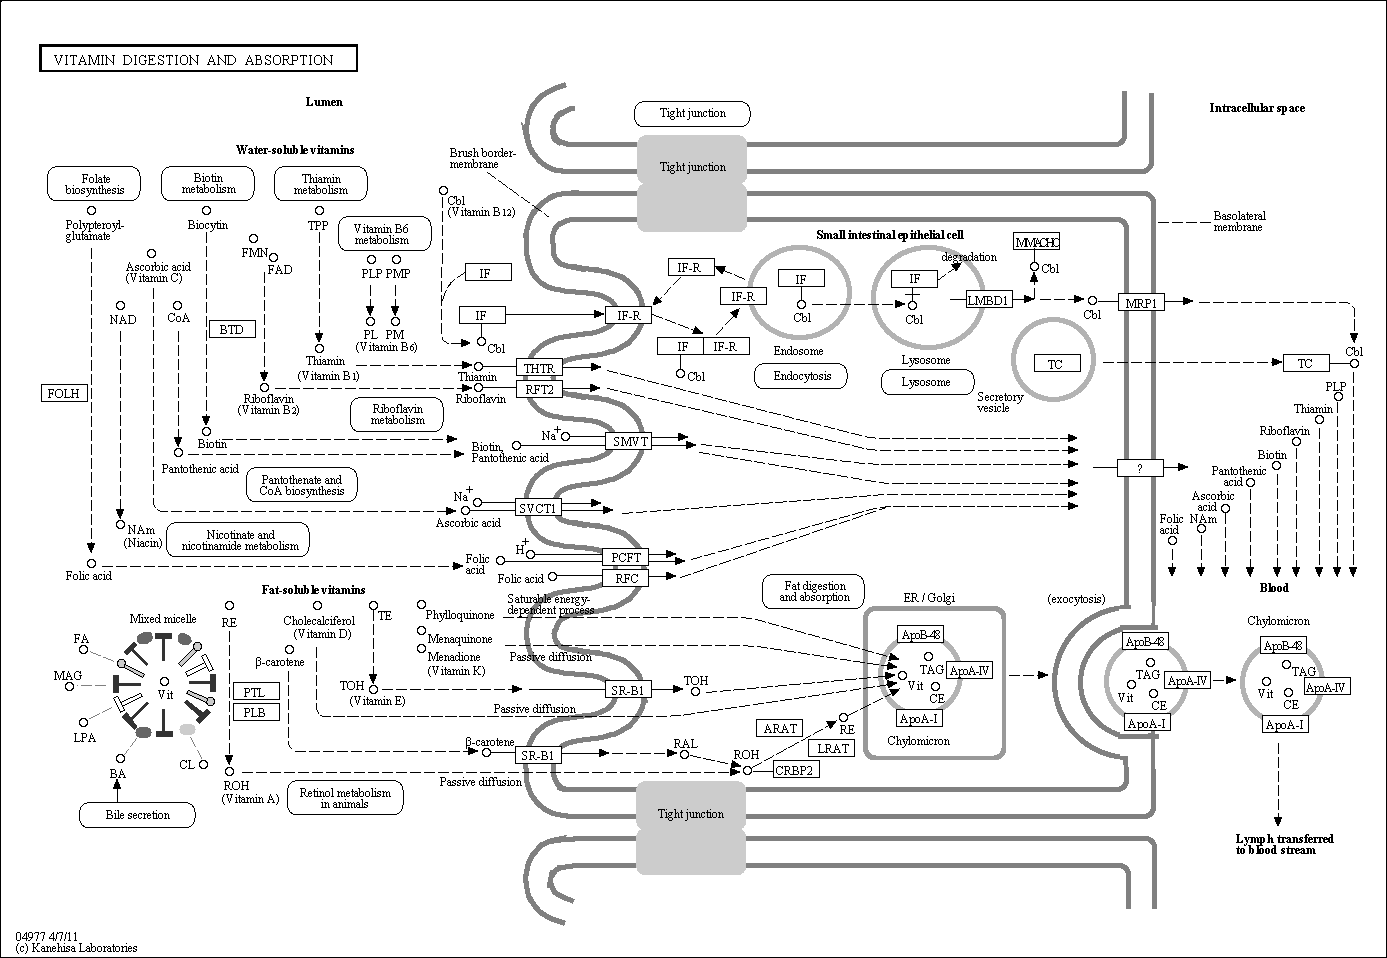 VITAMIN DIGESTION AND ABSORPTION
Lumen
Tight junction
Intracellular space
Water-soluble vitamins
Brush border-
membrane
Tight junction
Folate
biosynthesis
Biotin
metabolism
Thiamin
metabolism
Polypteroyl-
glutamate
Biocytin
TPP
Vitamin B6
metabolism
Cbl
(Vitamin B12)
Basolateral
membrane
Small intestinal epithelial cell
MMACHC
FMN
FAD
Ascorbic acid
(Vitamin C)
PLP
PMP
IF
IF-R
IF
IF
degradation
Cbl
NAD
CoA
BTD
PL
PM
(Vitamin B6)
IF
IF-R
IF-R
Cbl
Cbl
LMBD1
Cbl
MRP1
Cbl
IF
IF-R
Cbl
Endosome
Lysosome
Thiamin
(Vitamin B1)
Thiamin
THTR
Endocytosis
Lysosome
TC
TC
Cbl
FOLH
Riboflavin
(Vitamin B2)
Riboflavin
RFT2
Secretory
vesicle
PLP
Riboflavin
metabolism
Thiamin
Biotin
Na+
SMVT
Riboflavin
Biotin,
Pantothenic acid
Biotin
Pantothenic acid
?
Pantothenic
acid
Pantothenate and
CoA biosynthesis
Na+
SVCT1
Ascorbic
acid
Ascorbic acid
NAm
(Niacin)
Nicotinate and
nicotinamide metabolism
NAm
Folic
acid
H+
PCFT
Folic acid
Folic
acid
Folic acid
RFC
Fat-soluble vitamins
Saturable energy-
dependent process
Fat digestion
and absorption
ER / Golgi
(exocytosis)
Blood
Mixed micelle
RE
Cholecalciferol
(Vitamin D)
TE
Phylloquinone
Chylomicron
FA
Menaquinone
ApoB-48
ApoB-48
ApoB-48
β-carotene
Menadione
(Vitamin K)
Passive diffusion
MAG
Vit
PTL
TOH
(Vitamin E)
SR-B1
TOH
TAG
ApoA-IV
Vit
CE
TAG
ApoA-IV
Vit
CE
TAG
ApoA-IV
Vit
CE
PLB
Passive diffusion
ApoA-I
ApoA-I
ApoA-I
LPA
ARAT
RE
Chylomicron
β-carotene
SR-B1
RAL
LRAT
BA
CL
ROH
CRBP2
ROH
(Vitamin A)
Passive diffusion
Retinol metabolism
in animals
Bile secretion
Tight junction
Lymph transferred
to blood stream
04977 4/7/11
(c) Kanehisa Laboratories